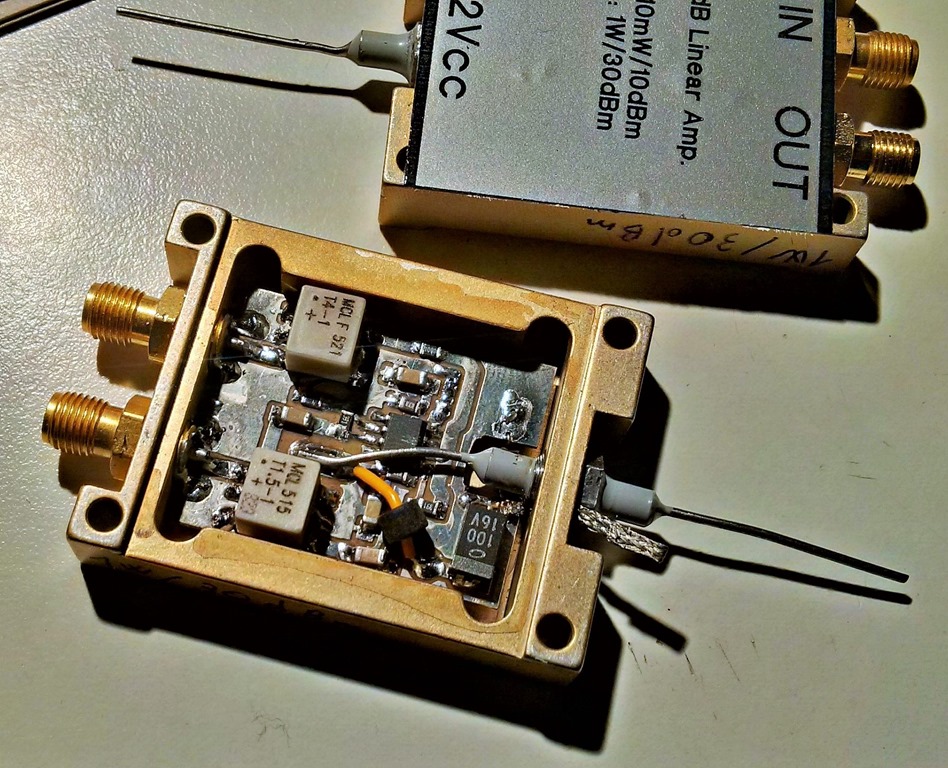 IN
OUT
dB Linear Amp.
10mW/10dBm
: 1W/30dBm
2Vcc
1W/30dBm
MCL F 521
T4-1
+
MCL 515
T1.5-1
+
100
16V